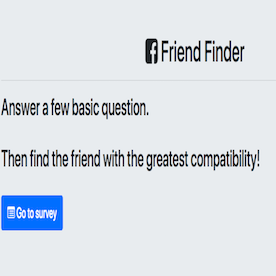 Friend Finder
Answer a few basic question.
Then find the friend with the greatest compatibility!
Go to survey